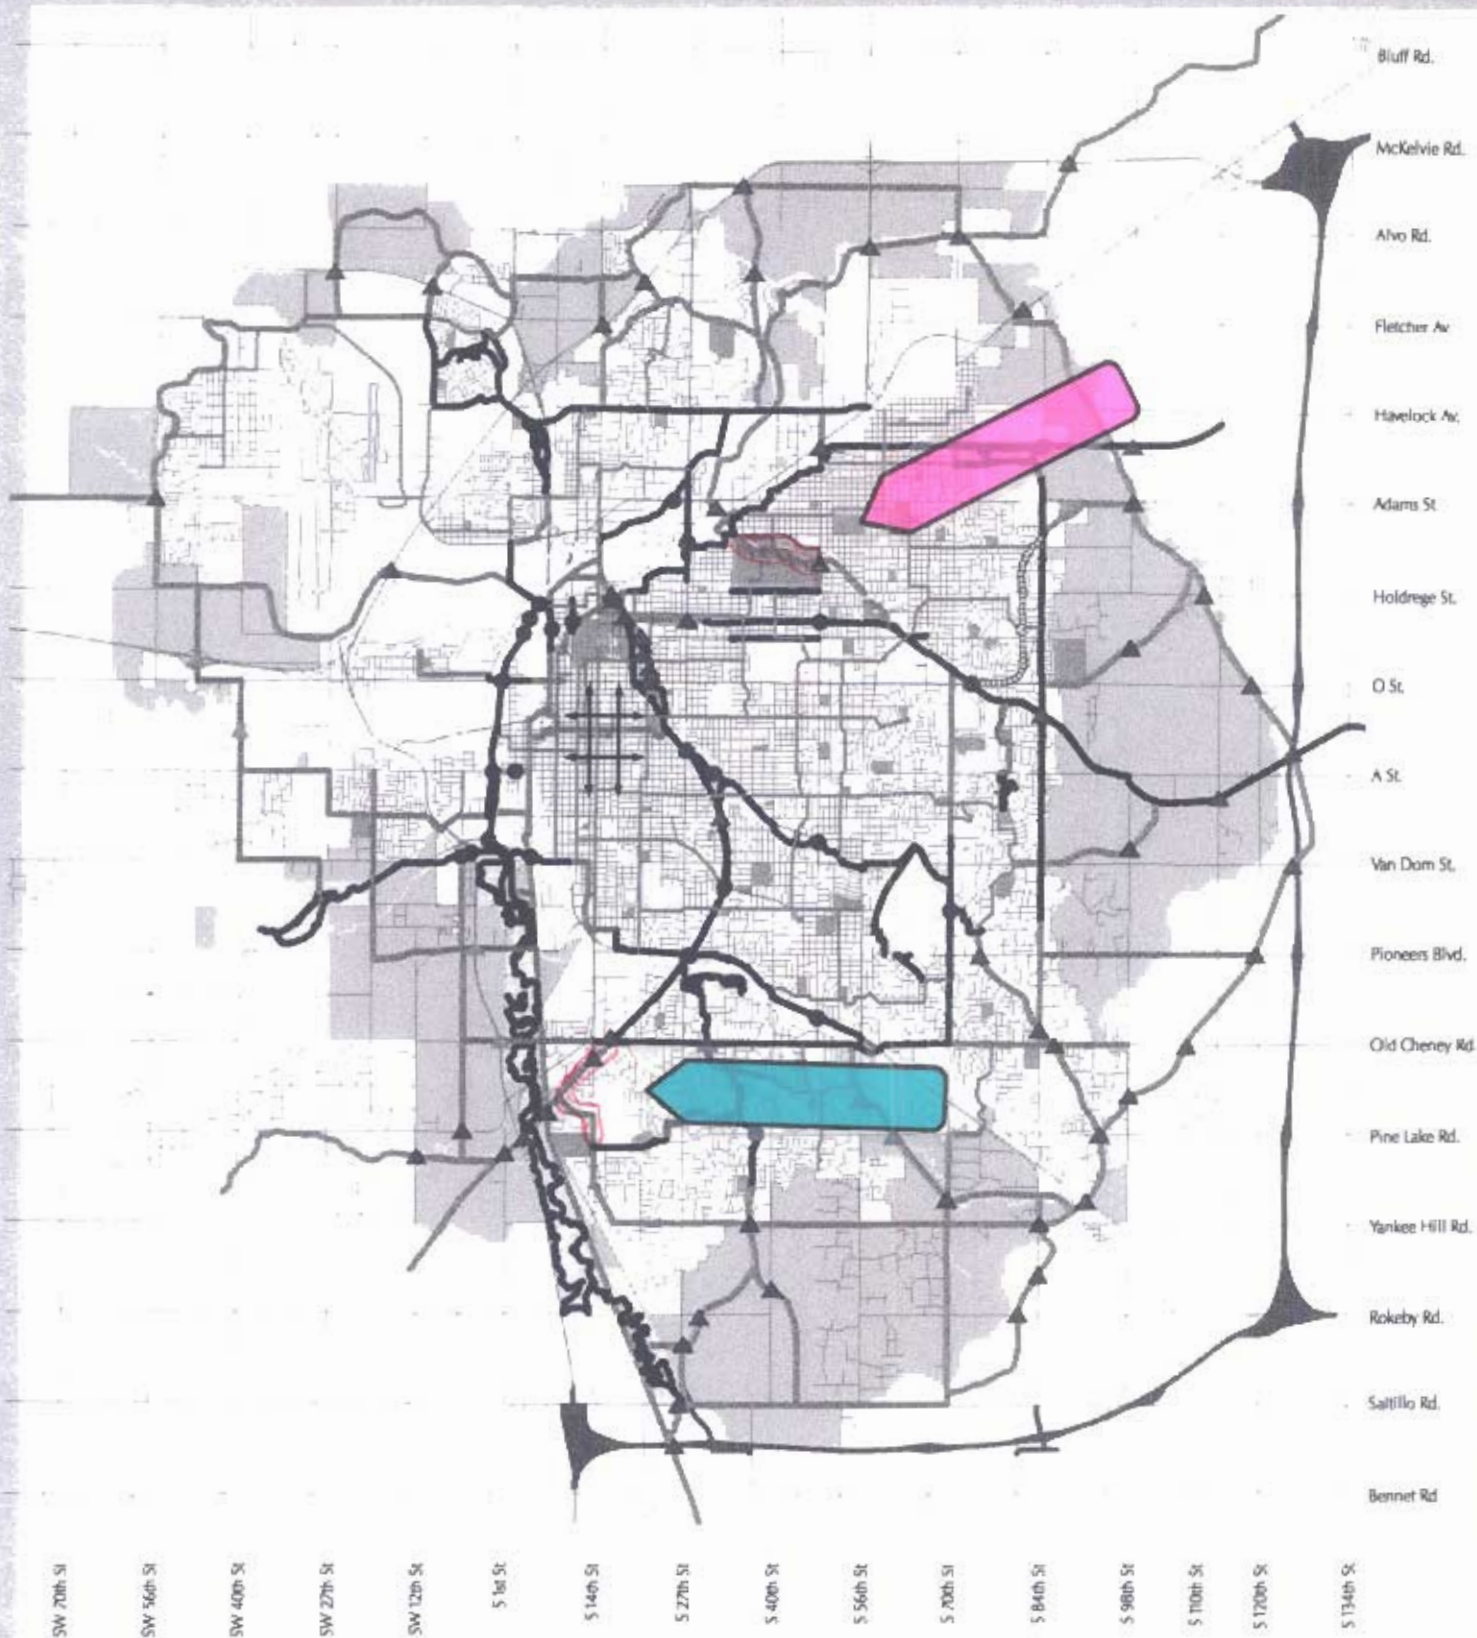 Bluff Rd.
McKelvie Rd.
Alvo Rd.
Fletcher Av
Havelock Av.
Adams St
Holdrege St.
O St.
A St.
Van Dorn St.
Pioneers Blvd.
Old Cheney Rd.
Pine Lake Rd.
Yankee Hill Rd.
Rokeby Rd.
Saltillo Rd.
Bennet Rd
SW 70th St
SW 56th St
SW 40th St
SW 27th St
SW 12th St
S 1st St
S 14th St
S 27th St
S 40th St
S 56th St
S 70th St
S 84th St
S 98th St
S 110th St
S 120th St
S 134th St